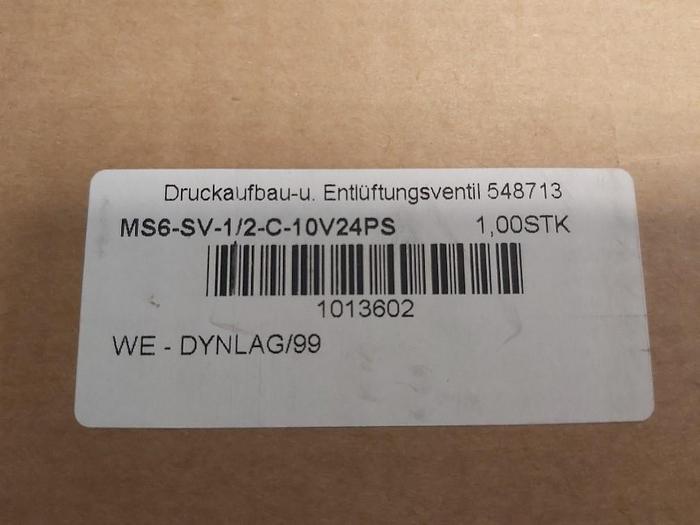 Druckaufbau-u. Entlüftungsventil 548713
MS6-SV-1/2-C-10V24PS 1,00STK
1013602
WE - DYNLAG/99